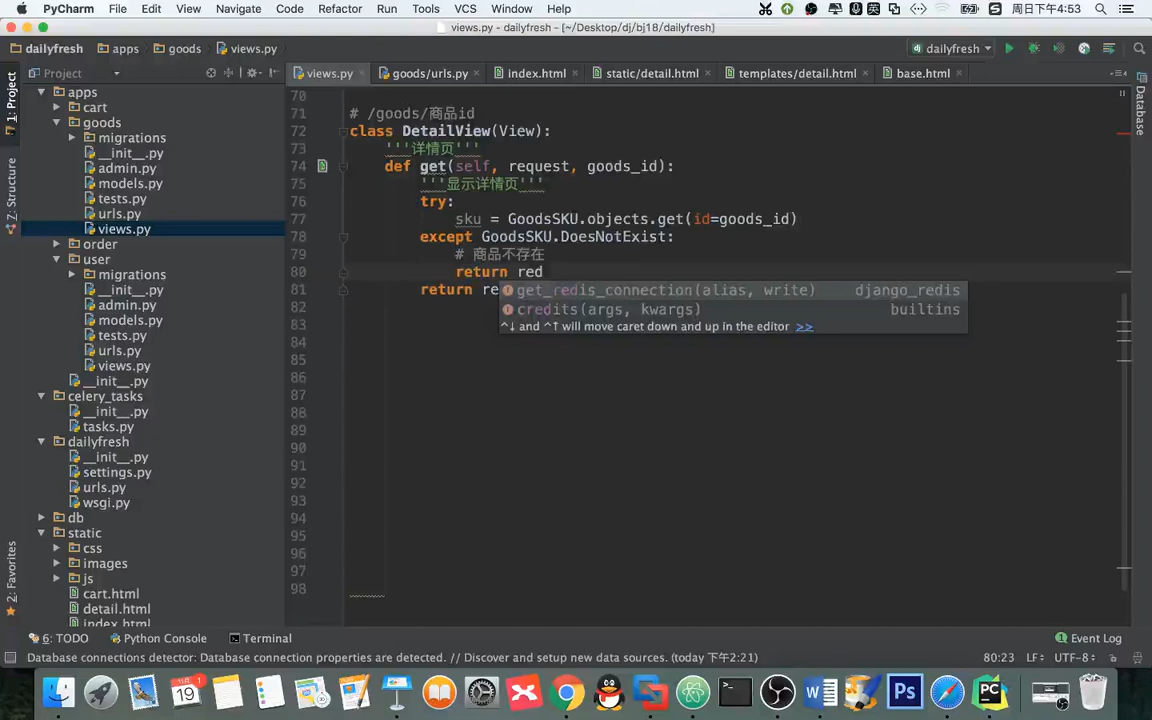 PyCharm File Edit View Navigate Code Refactor Run Tools VCS Window Help 周日下午4:53
views.py - dailyfresh - [~/Desktop/dj/bj18/dailyfresh]
dailyfresh apps goods views.py dailyfresh
Project
views.py goods/urls.py index.html static/detail.html templates/detail.html base.html
1: Project
Z: Structure
2: Favorites
Database
apps
cart
goods
migrations
__init__.py
admin.py
models.py
tests.py
urls.py
views.py
order
user
migrations
__init__.py
admin.py
models.py
tests.py
urls.py
views.py
__init__.py
celery_tasks
__init__.py
tasks.py
dailyfresh
__init__.py
settings.py
urls.py
wsgi.py
db
static
css
images
js
cart.html
detail.html
index.html
70
71 # /goods/商品id
72 class DetailView(View):
73 '''详情页'''
74 def get(self, request, goods_id):
75 '''显示详情页'''
76 try:
77 sku = GoodsSKU.objects.get(id=goods_id)
78 except GoodsSKU.DoesNotExist:
79 # 商品不存在
80 return red
81 return re
get_redis_connection(alias, write) django_redis
credits(args, kwargs) builtins
^↓ and ^↑ will move caret down and up in the editor >>
82
83
84
85
86
87
88
89
90
91
92
93
94
95
96
97
98
6: TODO Python Console Terminal 1 Event Log
Database connections detector: Database connection properties are detected. // Discover and setup new data sources. (today 下午2:21) 80:23 LF UTF-8
19
1
Ps
PC